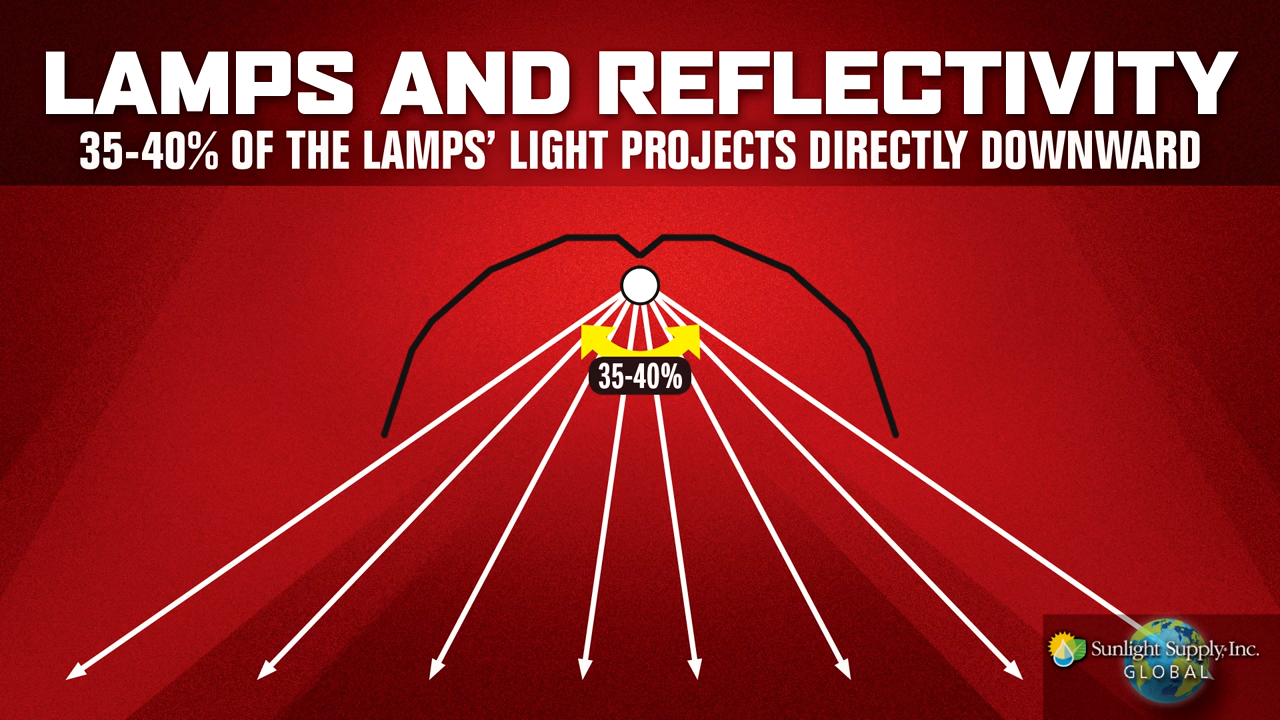 LAMPS AND REFLECTIVITY
35-40% OF THE LAMPS’ LIGHT PROJECTS DIRECTLY DOWNWARD
35-40%
Sunlight Supply, Inc.
GLOBAL